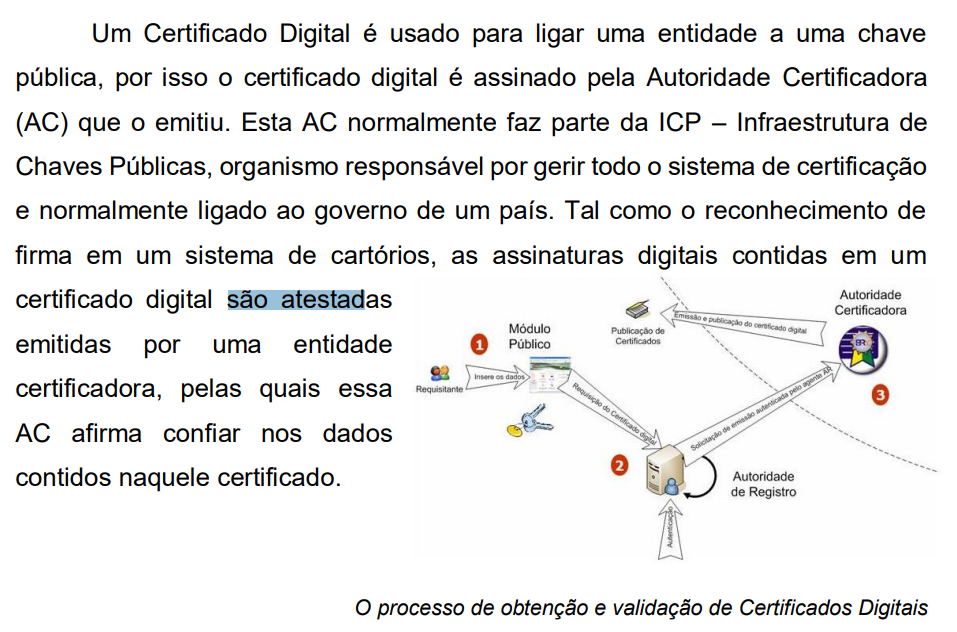 Um Certificado Digital é usado para ligar uma entidade a uma chave
pública, por isso o certificado digital é assinado pela Autoridade Certificadora
(AC) que o emitiu. Esta AC normalmente faz parte da ICP – Infraestrutura de
Chaves Públicas, organismo responsável por gerir todo o sistema de certificação
e normalmente ligado ao governo de um país. Tal como o reconhecimento de
firma em um sistema de cartórios, as assinaturas digitais contidas em um
certificado digital são atestadas
emitidas por uma entidade
certificadora, pelas quais essa
AC afirma confiar nos dados
contidos naquele certificado.
Autoridade
Certificadora
Emissão e publicação do certificado digital
Publicação de
Certificados
BR
Módulo
Público
1
Requisitante
Insere os dados
3
Requisição do Certificado digital
Solicitação de emissão autenticada pelo agente AR
2
Autoridade
de Registro
Autenticação
O processo de obtenção e validação de Certificados Digitais